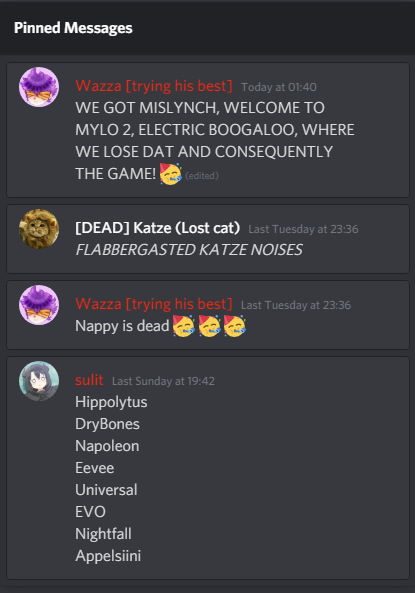 Pinned Messages
Wazza [trying his best] Today at 01:40
WE GOT MISLYNCH, WELCOME TO
MYLO 2, ELECTRIC BOOGALOO, WHERE
WE LOSE DAT AND CONSEQUENTLY
THE GAME! 🥳 (edited)
[DEAD] Katze (Lost cat) Last Tuesday at 23:36
FLABBERGASTED KATZE NOISES
Wazza [trying his best] Last Tuesday at 23:36
Nappy is dead 🥳 🥳 🥳
sulit Last Sunday at 19:42
Hippolytus
DryBones
Napoleon
Eevee
Universal
EVO
Nightfall
Appelsiini